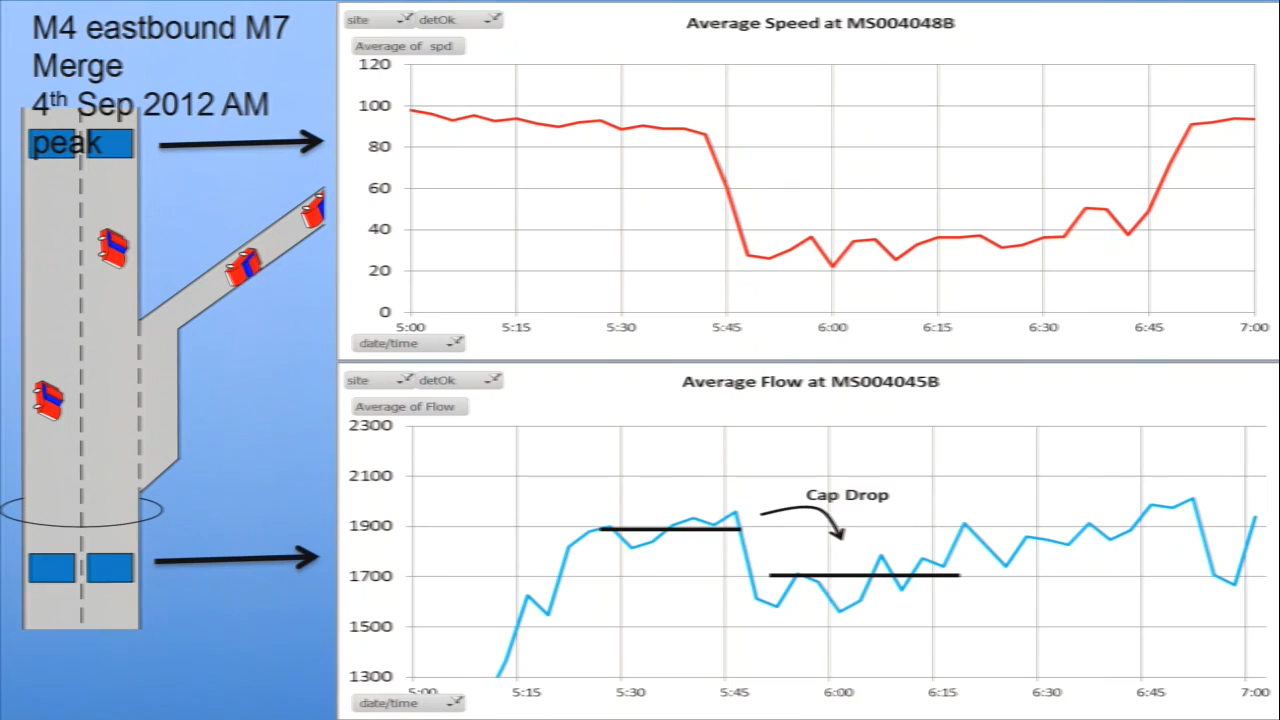 M4 eastbound M7
Merge
4th Sep 2012 AM
peak
site
detOk
Average Speed at MS004048B
Average of spd
120
100
80
60
40
20
0
5:00
5:15
5:30
5:45
6:00
6:15
6:30
6:45
7:00
date/time
site
detOk
Average Flow at MS004045B
Average of Flow
2300
2100
Cap Drop
1900
1700
1500
1300
5:00
5:15
5:30
5:45
6:00
6:15
6:30
6:45
7:00
date/time